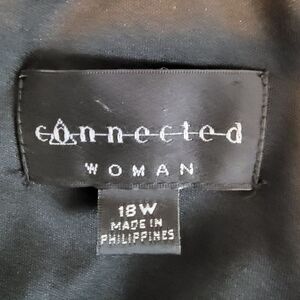 connected
WOMAN
18W
MADE IN
PHILIPPINES